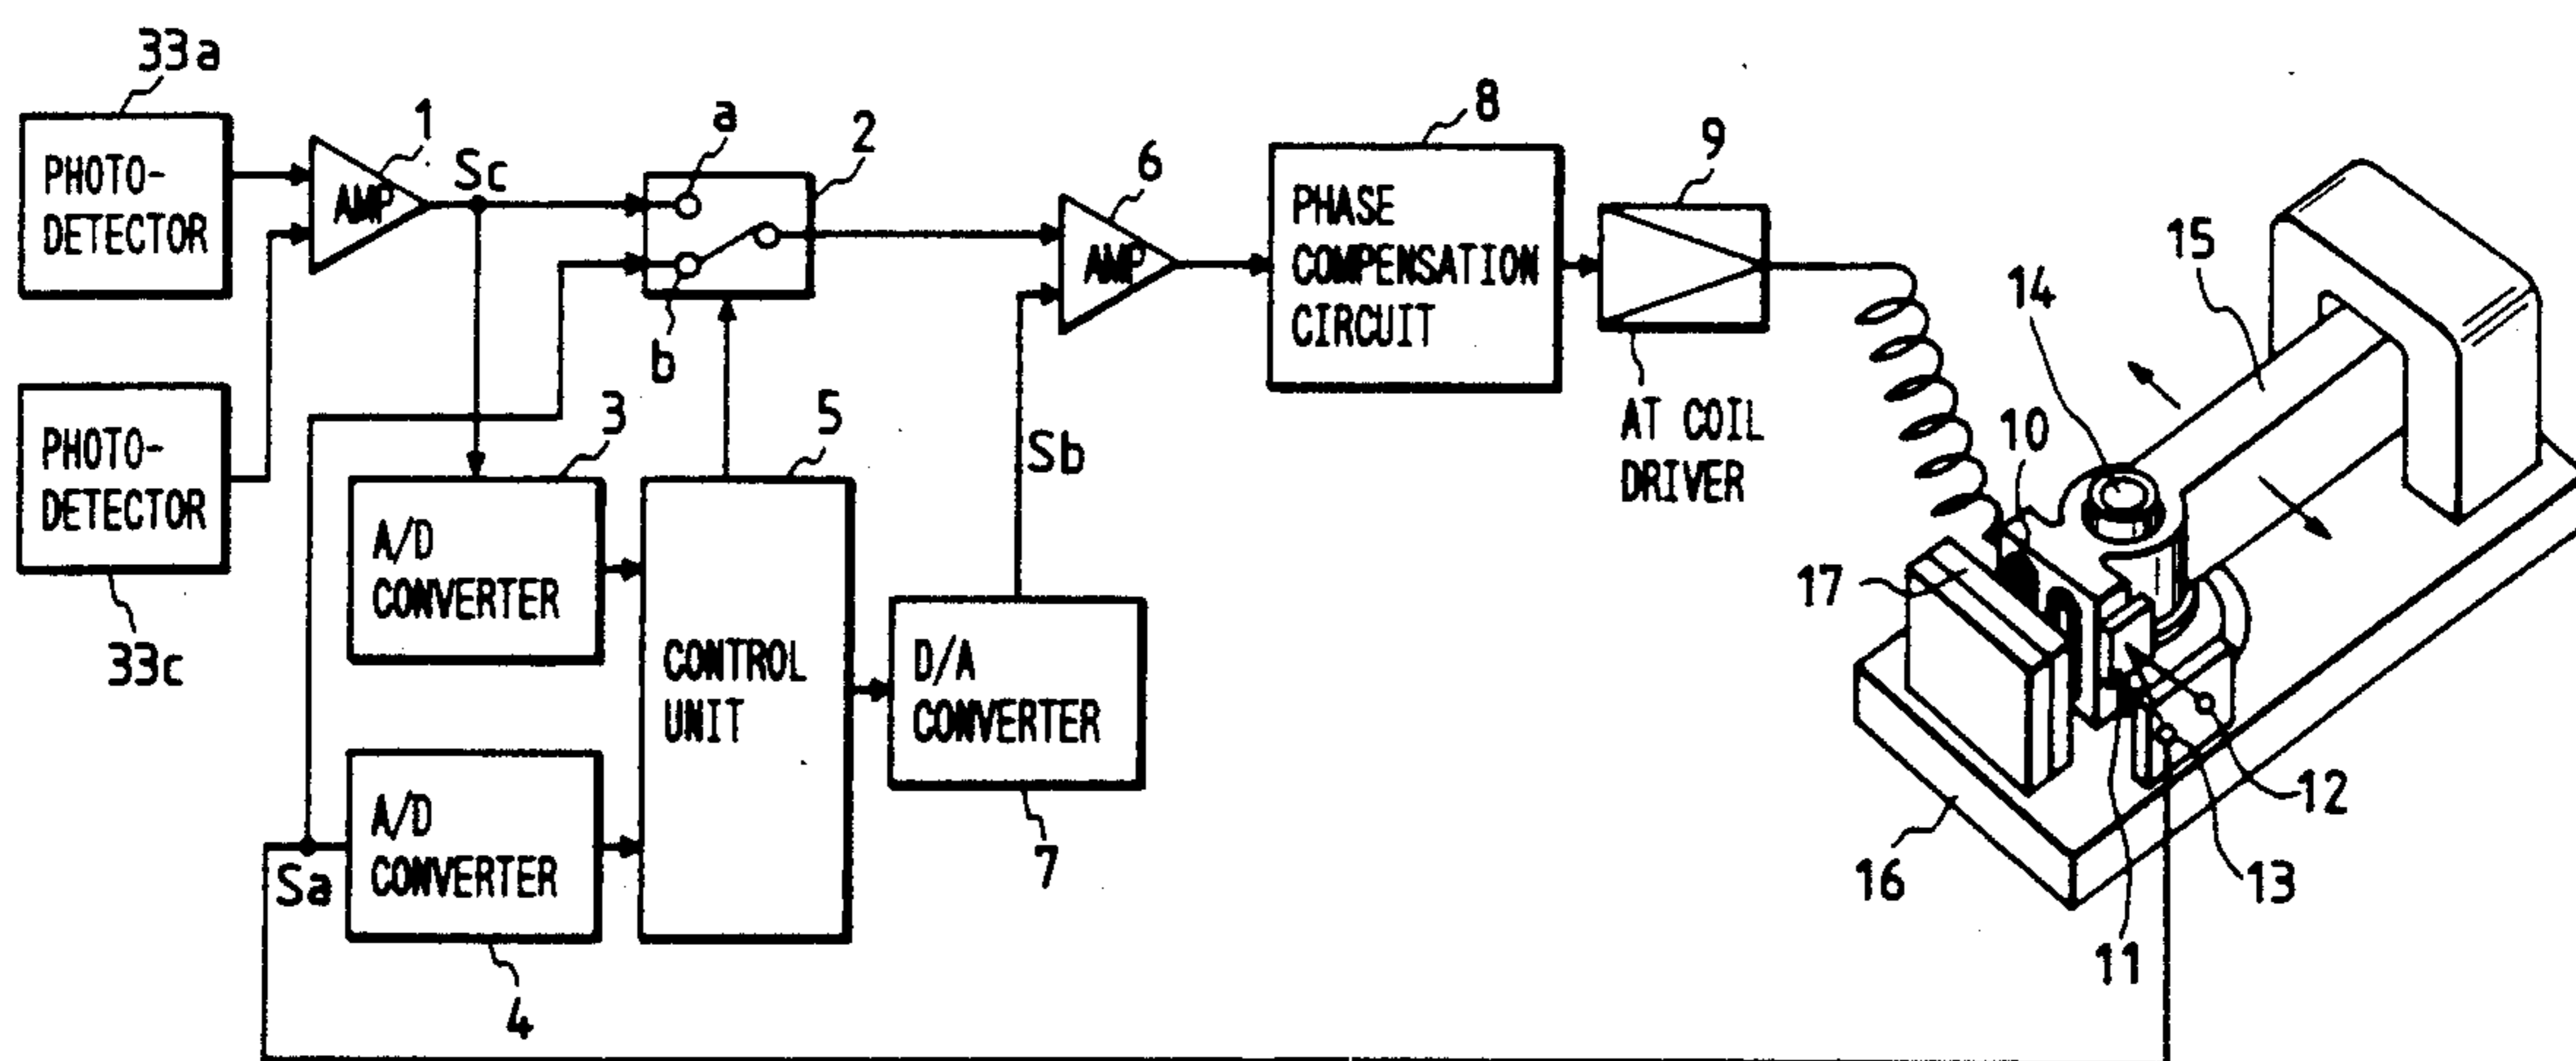 33a
PHOTO-
DETECTOR
1
AMP
Sc
a
2
b
PHOTO-
DETECTOR
33c
3
A/D
CONVERTER
5
CONTROL
UNIT
Sa
A/D
CONVERTER
4
6
AMP
Sb
D/A
CONVERTER
7
8
PHASE
COMPENSATION
CIRCUIT
9
AT COIL
DRIVER
10
14
15
17
16
12
13
11